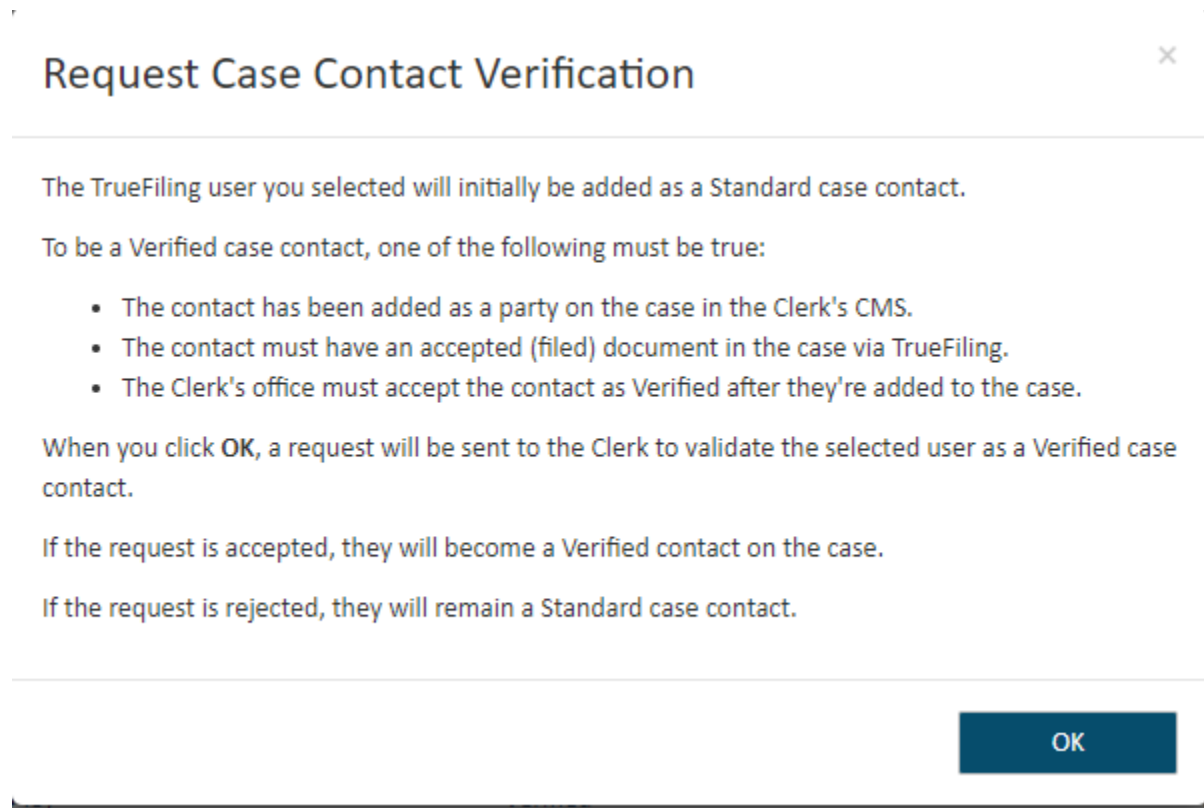 Request Case Contact Verification
×
The TrueFiling user you selected will initially be added as a Standard case contact.
To be a Verified case contact, one of the following must be true:
• The contact has been added as a party on the case in the Clerk's CMS.
• The contact must have an accepted (filed) document in the case via TrueFiling.
• The Clerk's office must accept the contact as Verified after they're added to the case.
When you click OK, a request will be sent to the Clerk to validate the selected user as a Verified case
contact.
If the request is accepted, they will become a Verified contact on the case.
If the request is rejected, they will remain a Standard case contact.
OK